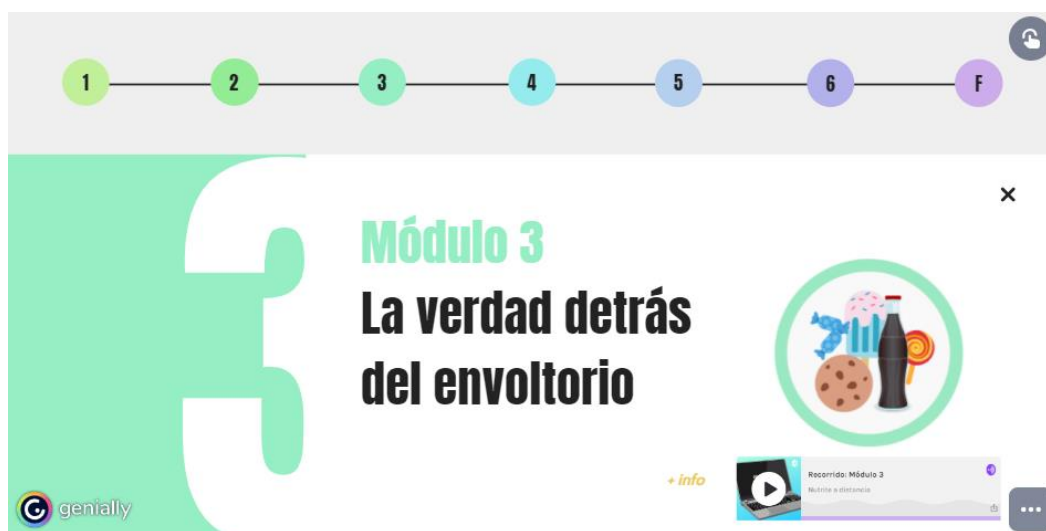 1 2 3 4 5 6 F
3
Módulo 3
La verdad detrás
del envoltorio
+ info
Recorrido: Módulo 3
Nutrite a distancia
genially